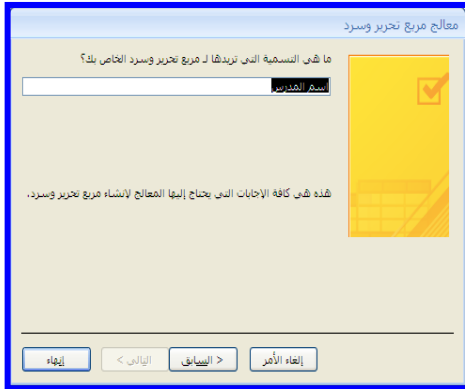 معالج مربع تحرير وسرد
ما هي التسمية التي تريدها لـ مربع تحرير وسرد الخاص بك؟
اسم المدرس
هذه هي كافة الإجابات التي يحتاج إليها المعالج لإنشاء مربع تحرير وسرد.
إلغاء الأمر
< السابق
التالي >
إنهاء